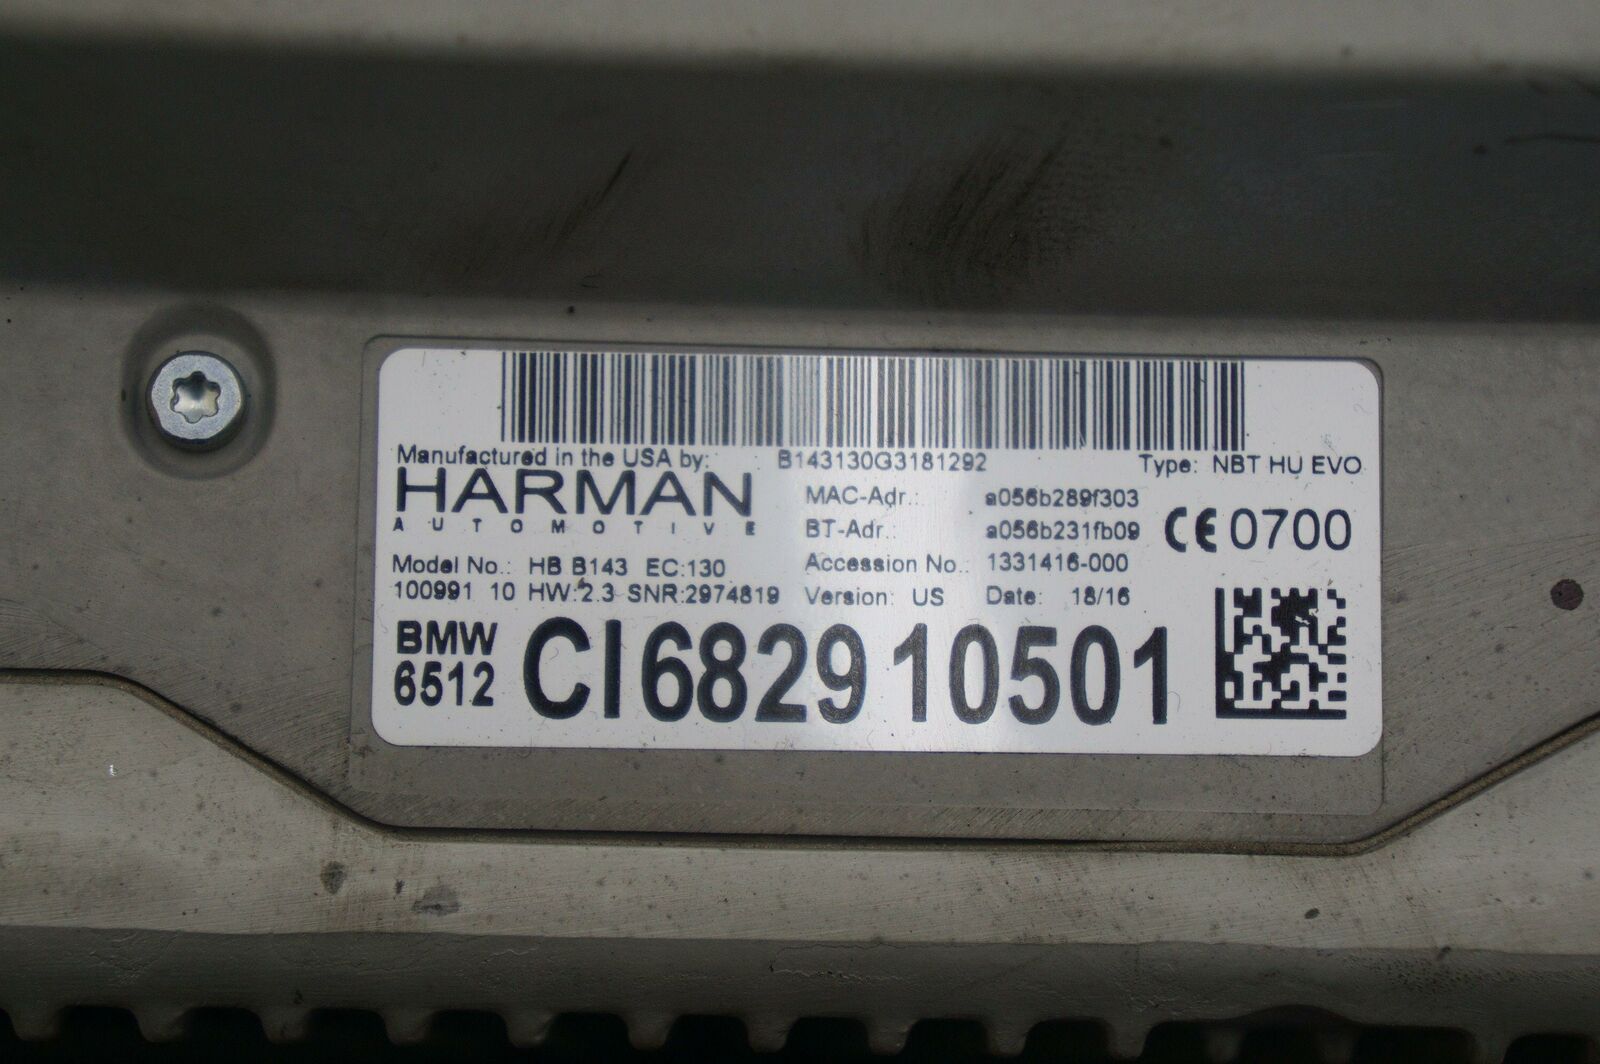 Manufactured in the USA by: B143130G3181292 Type: NBT HU EVO
HARMAN
AUTOMOTIVE
MAC-Adr.: a056b289f303
BT-Adr.: a056b231fb09
CE 0700
Model No.: HB B143 EC:130 Accession No.: 1331416-000
100991 10 HW:2.3 SNR:2974819 Version: US Date: 18/16
BMW
6512
CI6829 10501